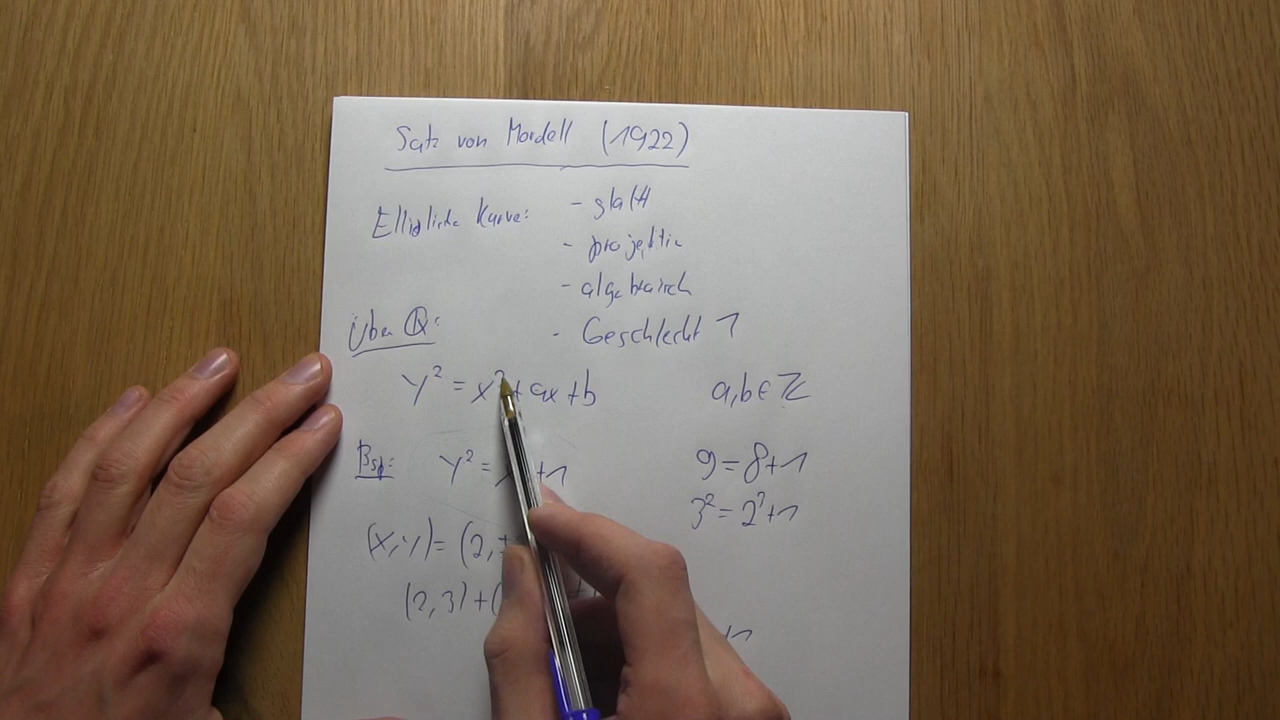 Satz von Mordell (1922)
Elliptische Kurve: - glatt
- projektiv
- algebraisch
- Geschlecht 1
Über ℚ:
y² = x³+ax+b a,b∈ℤ
Bsp: y² = +1 9=8+1
(x,y)=(2, 3²=2³+1
(2,3)+(